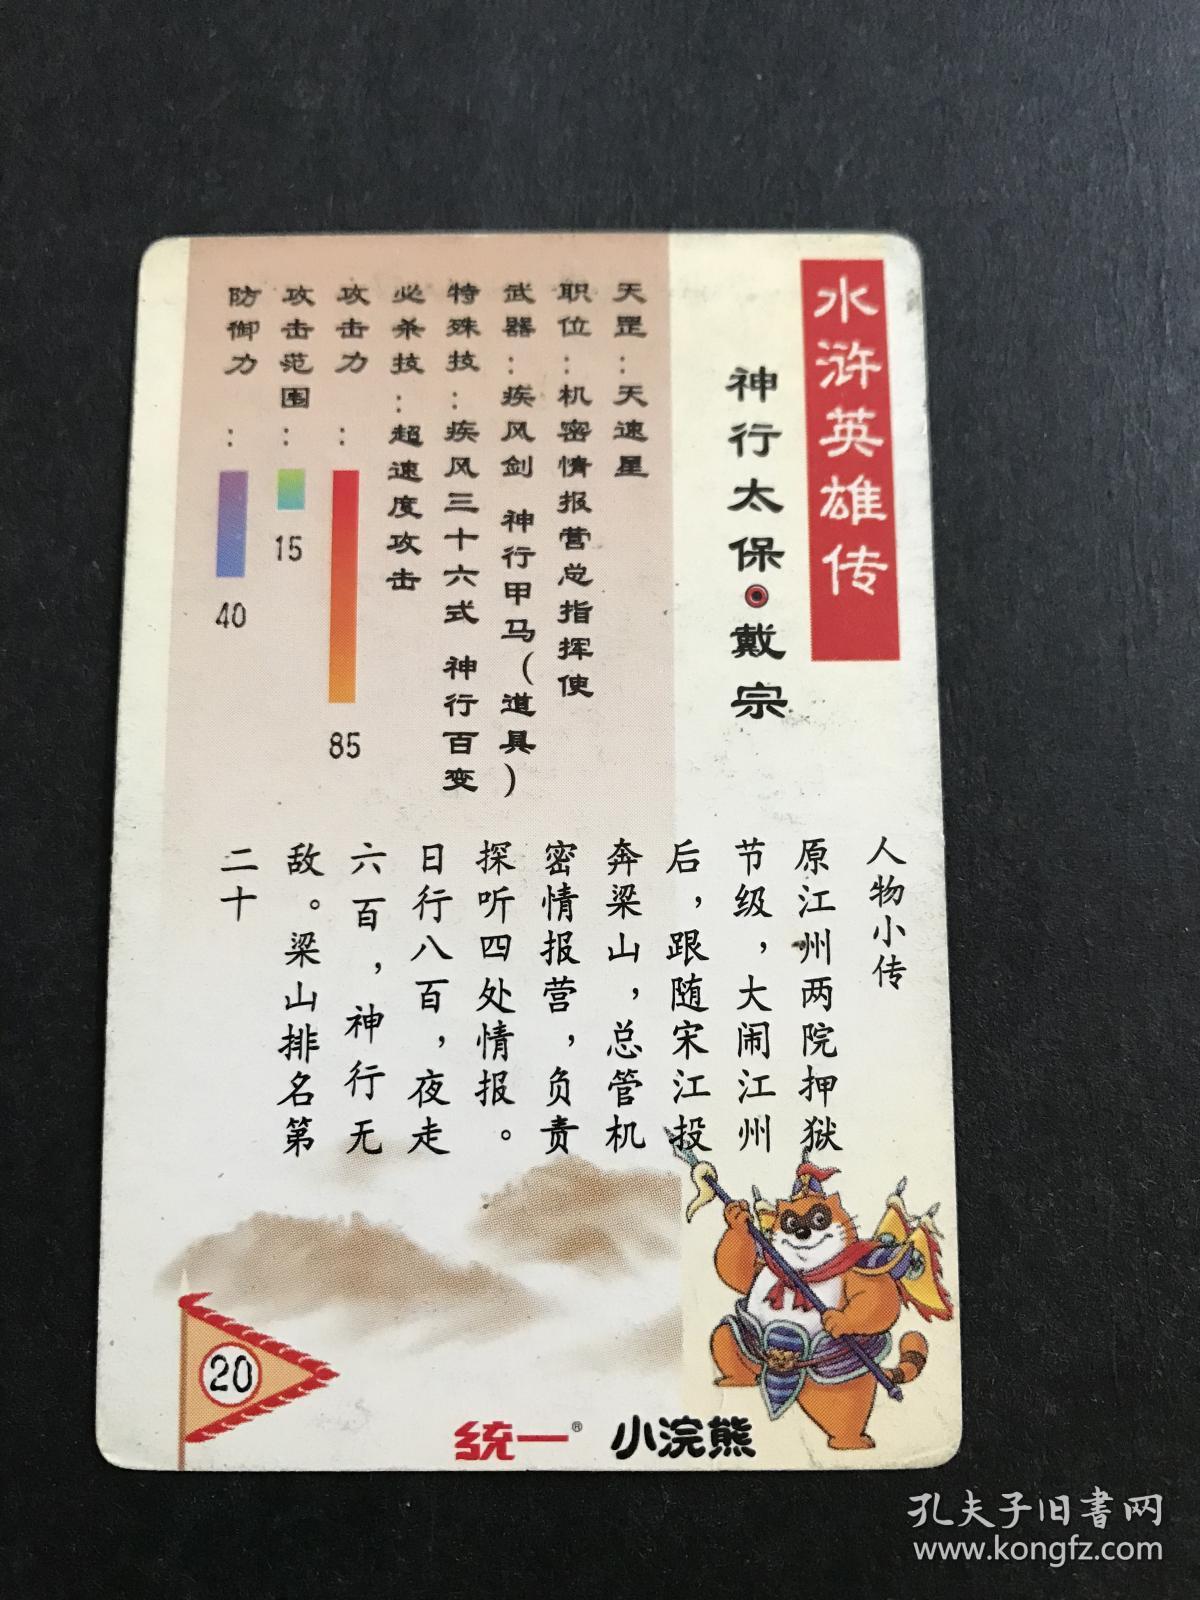 水浒英雄传
神行太保·戴宗
天罡：天速星
职位：机密情报营总指挥使
武器：疾风剑 神行甲马（道具）
特殊技：疾风三十六式 神行百变
必杀技：超速度攻击
攻击力：85
攻击范围：15
防御力：40
人物小传
原江州两院押狱
节级，大闹江州
后，跟随宋江投
奔梁山，总管机
密情报营，负责
探听四处情报。
日行八百，夜走
六百，神行无
敌。梁山排名第
二十
20
统一® 小浣熊
孔夫子旧书网
www.kongfz.com